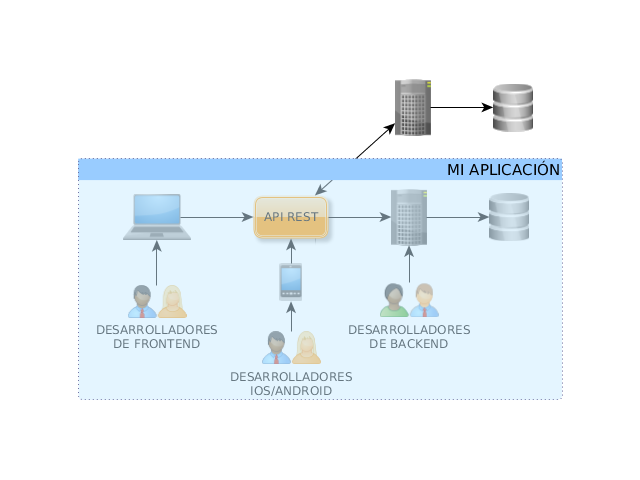 MI APLICACIÓN
API REST
DESARROLLADORES
DE FRONTEND
DESARROLLADORES
DE BACKEND
DESARROLLADORES
IOS/ANDROID